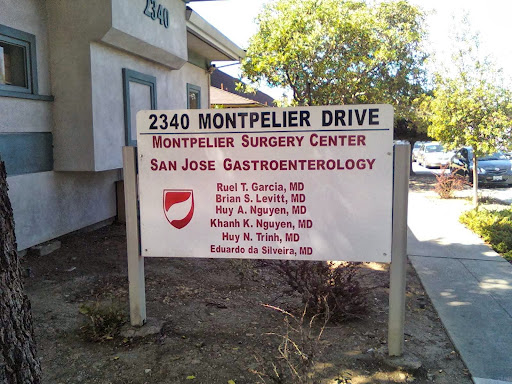 2340
2340 MONTPELIER DRIVE
MONTPELIER SURGERY CENTER
SAN JOSE GASTROENTEROLOGY
Ruel T. Garcia, MD
Brian S. Levitt, MD
Huy A. Nguyen, MD
Khanh K. Nguyen, MD
Huy N. Trinh, MD
Eduardo da Silveira, MD